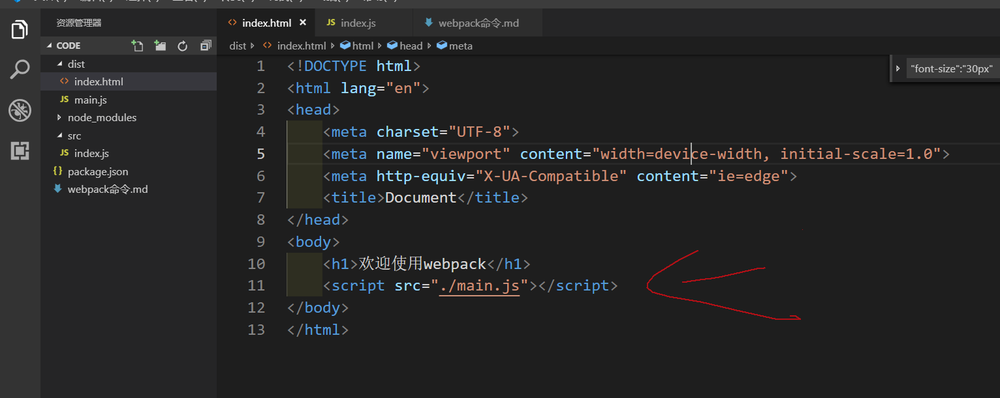 资源管理器
index.html ×
JS index.js
webpack命令.md
CODE
dist
index.html
JS main.js
node_modules
src
JS index.js
{} package.json
webpack命令.md
dist index.html html head meta
"font-size":"30px"
1 <!DOCTYPE html>
2 <html lang="en">
3 <head>
4 <meta charset="UTF-8">
5 <meta name="viewport" content="width=device-width, initial-scale=1.0">
6 <meta http-equiv="X-UA-Compatible" content="ie=edge">
7 <title>Document</title>
8 </head>
9 <body>
10 <h1>欢迎使用webpack</h1>
11 <script src="./main.js"></script>
12 </body>
13 </html>